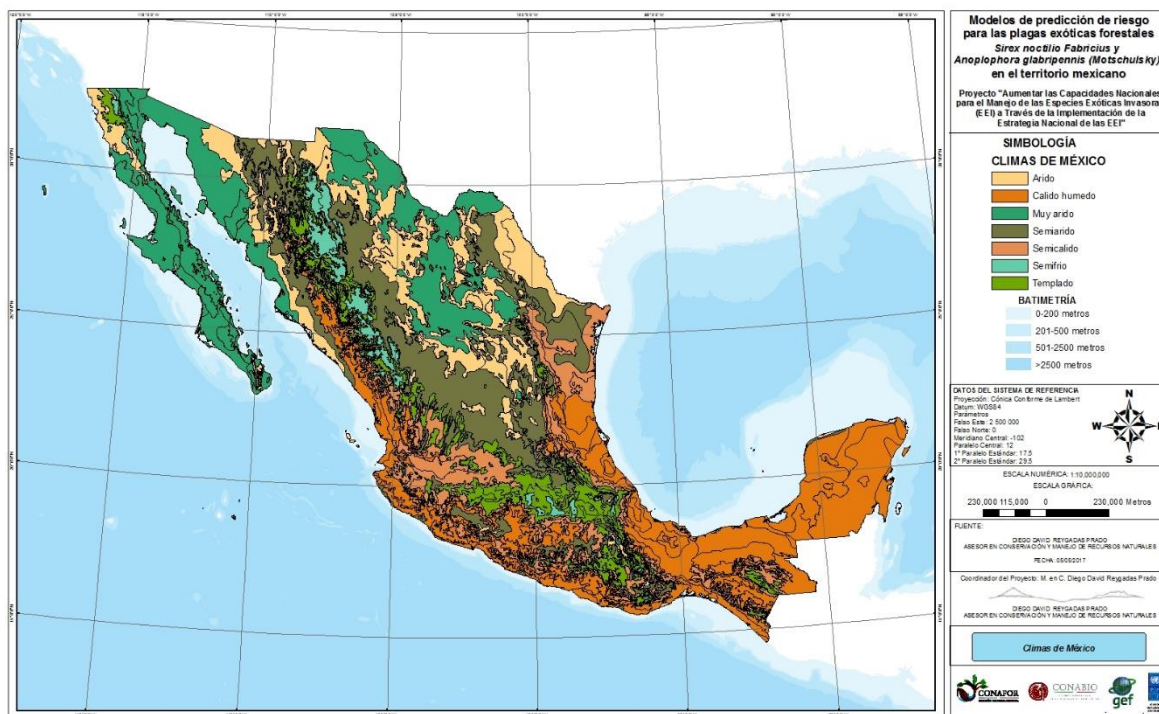 Modelos de predicción de riesgo
para las plagas exóticas forestales
Sirex noctilio Fabricius y
Anoplophora glabripennis (Motschulsky)
en el territorio mexicano
Proyecto "Aumentar las Capacidades Nacionales
para el Manejo de las Especies Exóticas Invasora
(EEI) a Través de la Implementación de la
Estrategia Nacional de las EEI"
SIMBOLOGÍA
CLIMAS DE MÉXICO
Arido
Calido humedo
Muy arido
Semiarido
Semicalido
Semifrio
Templado
BATIMETRÍA
0-200 metros
201-500 metros
501-2500 metros
>2500 metros
DATOS DEL SISTEMA DE REFERENCIA
Proyección: Cónica Conforme de Lambert
Datum: WGS84
Parámetros
Falso Este: 2 500 000
Falso Norte: 0
Meridiano Central: -102
Paralelo Central: 12
1° Paralelo Estándar: 17.5
2° Paralelo Estándar: 29.5
N
W
S
ESCALA NUMÉRICA: 1:10,000,000
ESCALA GRÁFICA:
230,000 115,000 0 230,000 Metros
FUENTE:
DIEGO DAVID REYGADAS PRADO
ASESOR EN CONSERVACIÓN Y MANEJO DE RECURSOS NATURALES
Coordinador del Proyecto: M. en C. Diego David Reygadas Prado
DIEGO DAVID REYGADAS PRADO
ASESOR EN CONSERVACIÓN Y MANEJO DE RECURSOS NATURALES
Climas de México
CONAFOR
CONABIO
gef